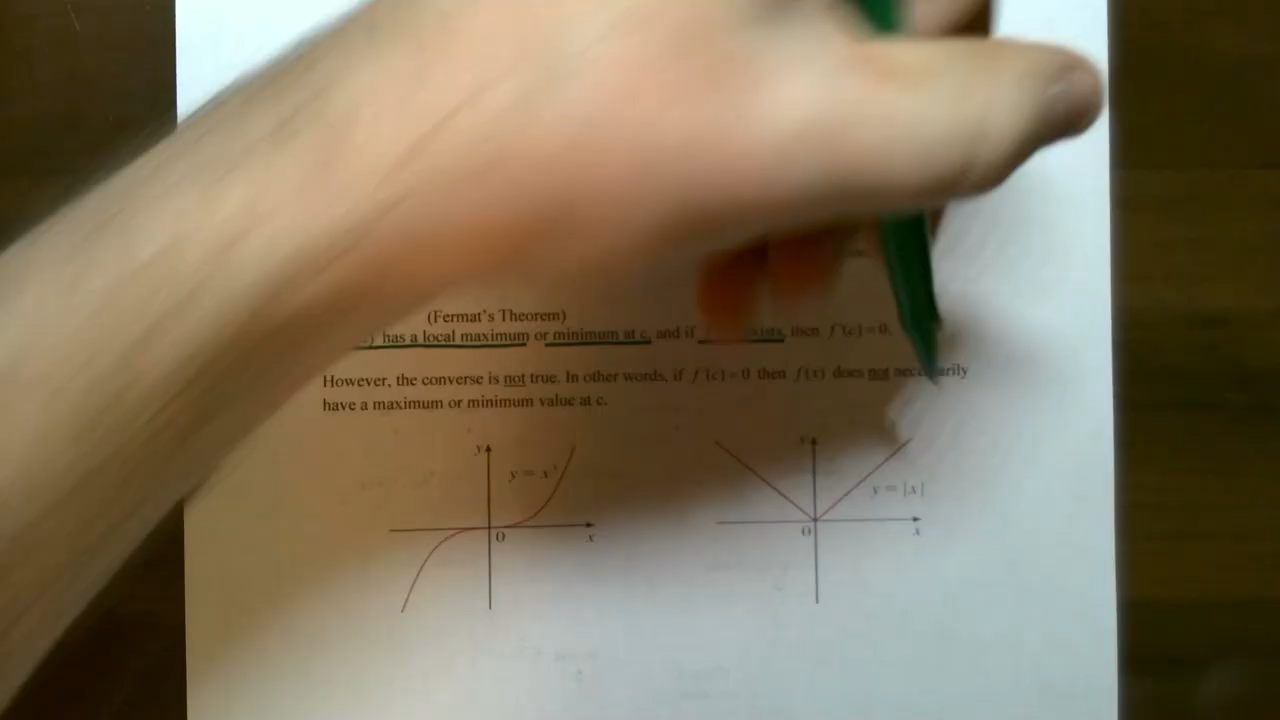 (Fermat's Theorem)
has a local maximum or minimum at c, and if exists, then f'(c)=0.
However, the converse is not true. In other words, if f'(c)=0 then f(x) does not necessarily
have a maximum or minimum value at c.
y y
y = x³ y = |x|
0 x 0 x